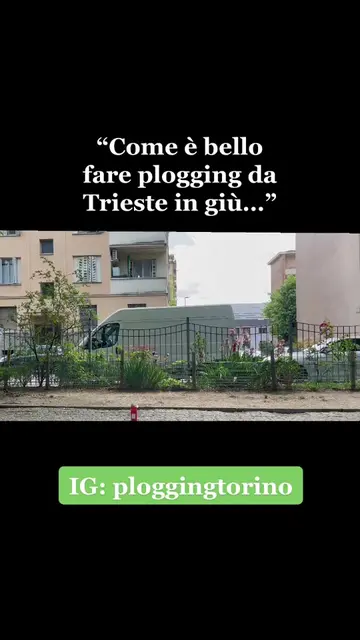 “Come è bello
fare plogging da
Trieste in giù...”
IG: ploggingtorino